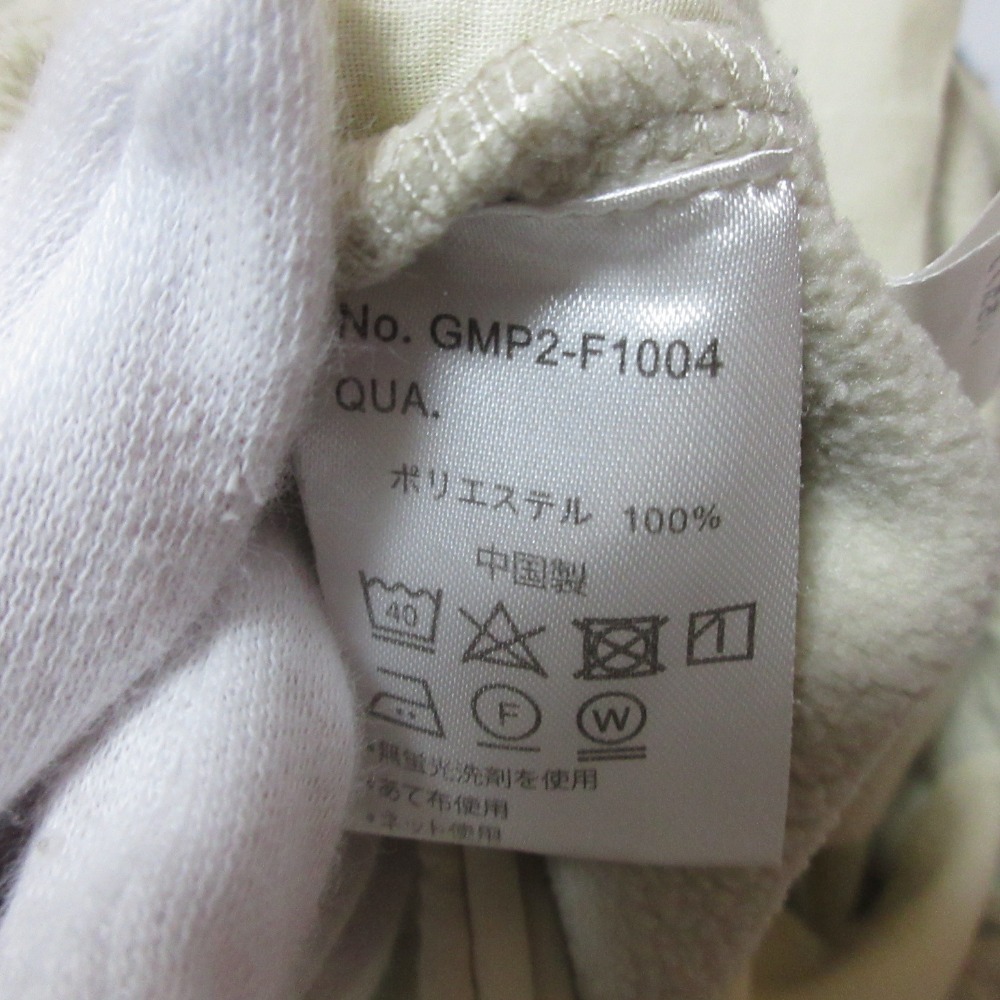 No. GMP2-F1004
QUA.
ポリエステル 100%
中国製
40
F W
*無蛍光洗剤を使用
*あて布使用
*ネット使用